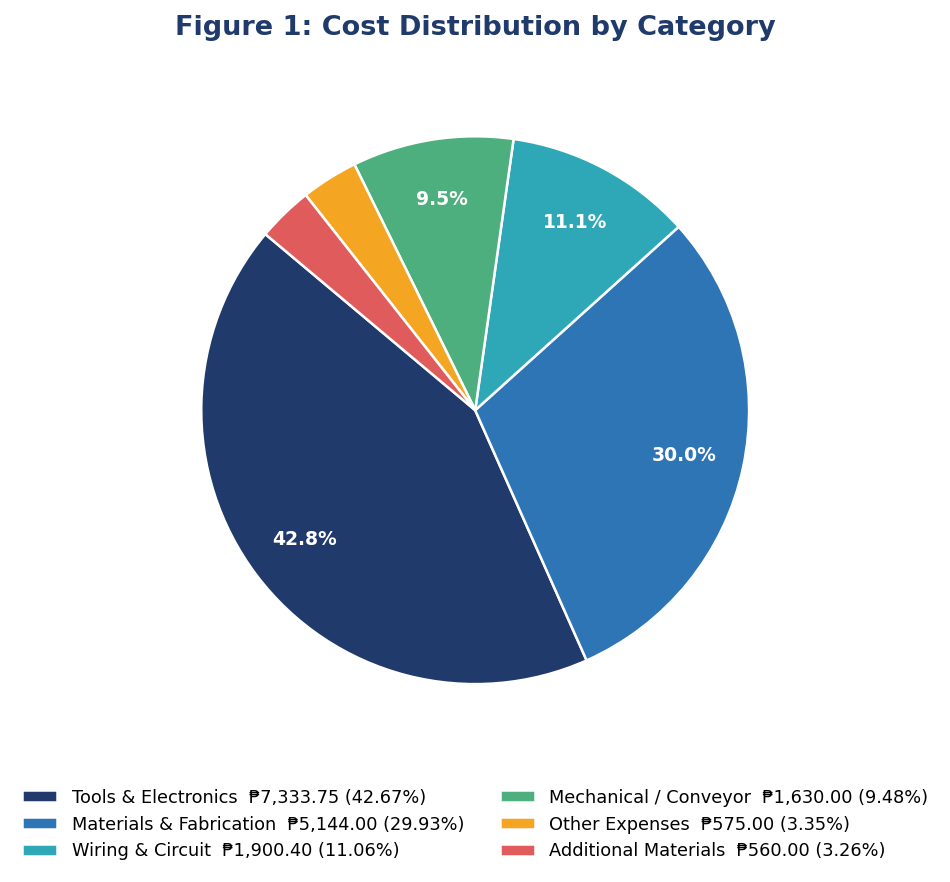 Figure 1: Cost Distribution by Category
9.5%
11.1%
30.0%
42.8%
Tools & Electronics ₱7,333.75 (42.67%)
Materials & Fabrication ₱5,144.00 (29.93%)
Wiring & Circuit ₱1,900.40 (11.06%)
Mechanical / Conveyor ₱1,630.00 (9.48%)
Other Expenses ₱575.00 (3.35%)
Additional Materials ₱560.00 (3.26%)